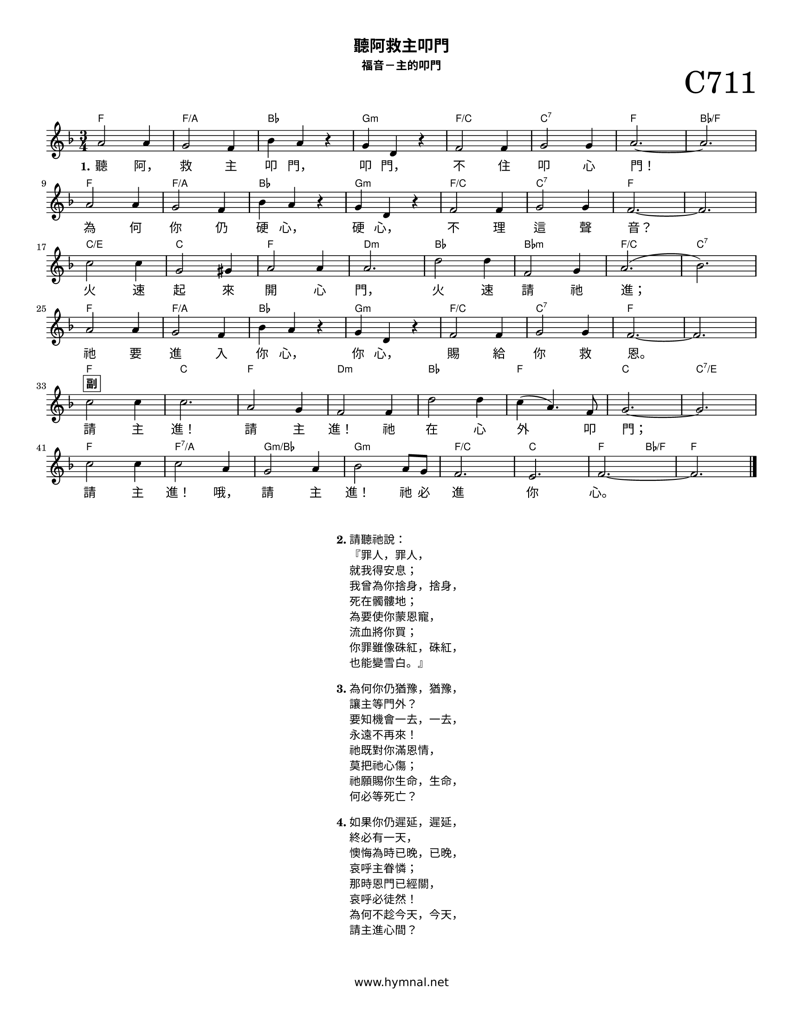 聽阿救主叩門
福音－主的叩門
C711
F F/A B♭ Gm F/C C7 F B♭/F
3 4
1. 聽 阿， 救 主 叩 門， 叩 門， 不 住 叩 心 門！
9 F F/A B♭ Gm F/C C7 F
為 何 你 仍 硬 心， 硬 心， 不 理 這 聲 音？
17 C/E C F Dm B♭ B♭m F/C C7
火 速 起 來 開 心 門， 火 速 請 祂 進；
25 F F/A B♭ Gm F/C C7 F
祂 要 進 入 你 心， 你 心， 賜 給 你 救 恩。
F C F Dm B♭ F C C7/E
33 副
請 主 進！ 請 主 進！ 祂 在 心 外 叩 門；
41 F F7/A Gm/B♭ Gm F/C C F B♭/F F
請 主 進！ 哦， 請 主 進！ 祂 必 進 你 心。
2. 請聽祂說：
『罪人，罪人，
就我得安息；
我曾為你捨身，捨身，
死在髑髏地；
為要使你蒙恩寵，
流血將你買；
你罪雖像硃紅，硃紅，
也能變雪白。』
3. 為何你仍猶豫，猶豫，
讓主等門外？
要知機會一去，一去，
永遠不再來！
祂既對你滿恩情，
莫把祂心傷；
祂願賜你生命，生命，
何必等死亡？
4. 如果你仍遲延，遲延，
終必有一天，
懊悔為時已晚，已晚，
哀呼主眷憐；
那時恩門已經關，
哀呼必徒然！
為何不趁今天，今天，
請主進心間？
www.hymnal.net